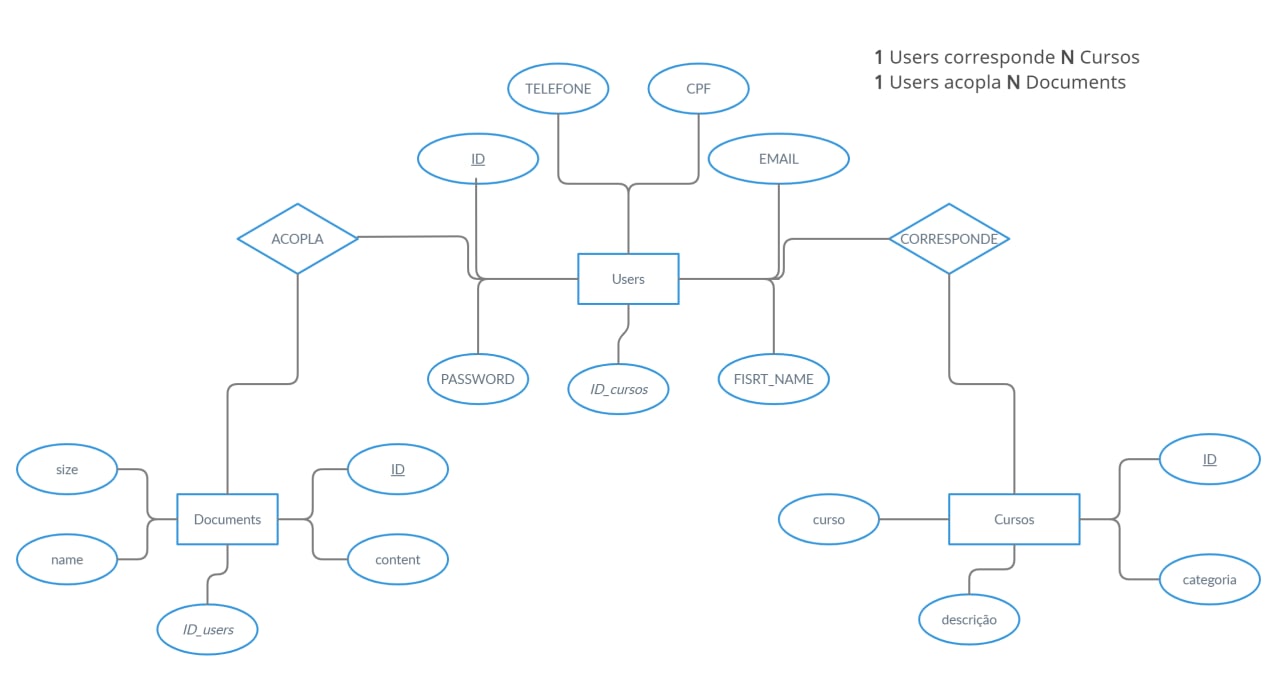 1 Users corresponde N Cursos
1 Users acopla N Documents
TELEFONE
CPF
ID
EMAIL
ACOPLA
CORRESPONDE
Users
PASSWORD
ID_cursos
FISRT_NAME
size
ID
ID
Documents
curso
Cursos
name
content
categoria
ID_users
descrição